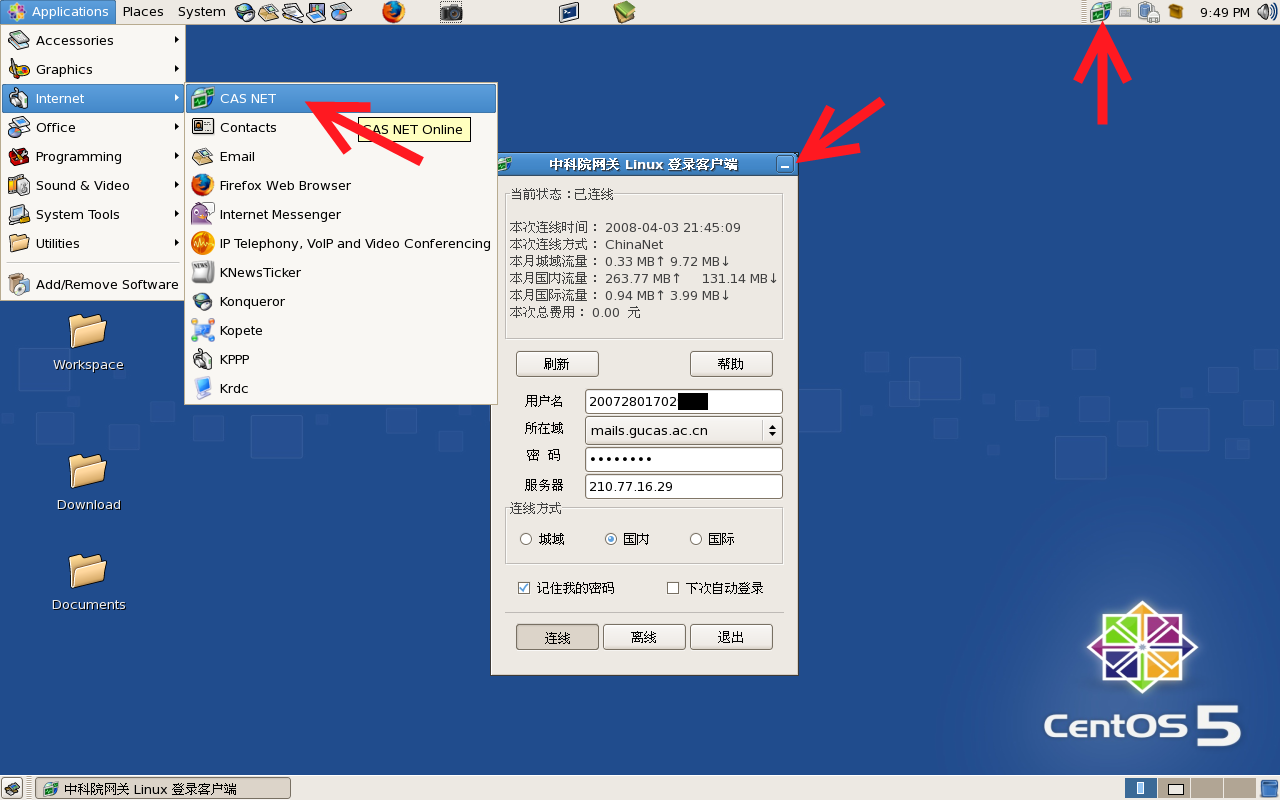 Applications Places System 9:49 PM
Accessories
Graphics
Internet
Office
Programming
Sound & Video
System Tools
Utilities
Add/Remove Software
CAS NET
Contacts
Email
Firefox Web Browser
Internet Messenger
IP Telephony, VoIP and Video Conferencing
KNewsTicker
Konqueror
Kopete
KPPP
Krdc
CAS NET Online
Workspace
Download
Documents
中科院网关 Linux 登录客户端
当前状态：已连线
本次连线时间： 2008-04-03 21:45:09
本次连线方式： ChinaNet
本月城域流量： 0.33 MB↑ 9.72 MB↓
本月国内流量： 263.77 MB↑ 131.14 MB↓
本月国际流量： 0.94 MB↑ 3.99 MB↓
本次总费用： 0.00 元
刷新 帮助
用户名 20072801702
所在域 mails.gucas.ac.cn
密 码 ••••••••
服务器 210.77.16.29
连线方式
城域 国内 国际
记住我的密码 下次自动登录
连线 离线 退出
CentOS 5
中科院网关 Linux 登录客户端